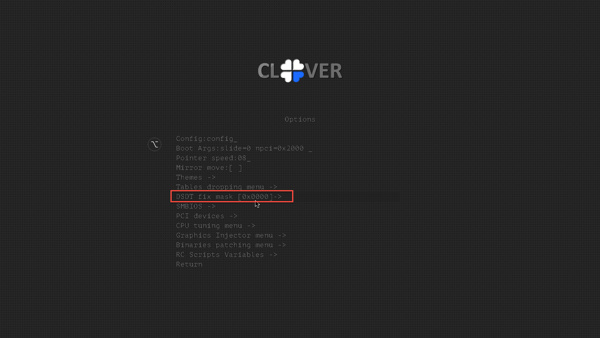 CLOVER
Options
Config:config_
Boot Args:slide=0 npci=0x2000 _
Pointer speed:08_
Mirror move:[ ]
Themes ->
Tables dropping menu ->
DSDT fix mask [0x0000]->
SMBIOS ->
PCI devices ->
CPU tuning menu ->
Graphics Injector menu ->
Binaries patching menu ->
RC Scripts Variables ->
Return